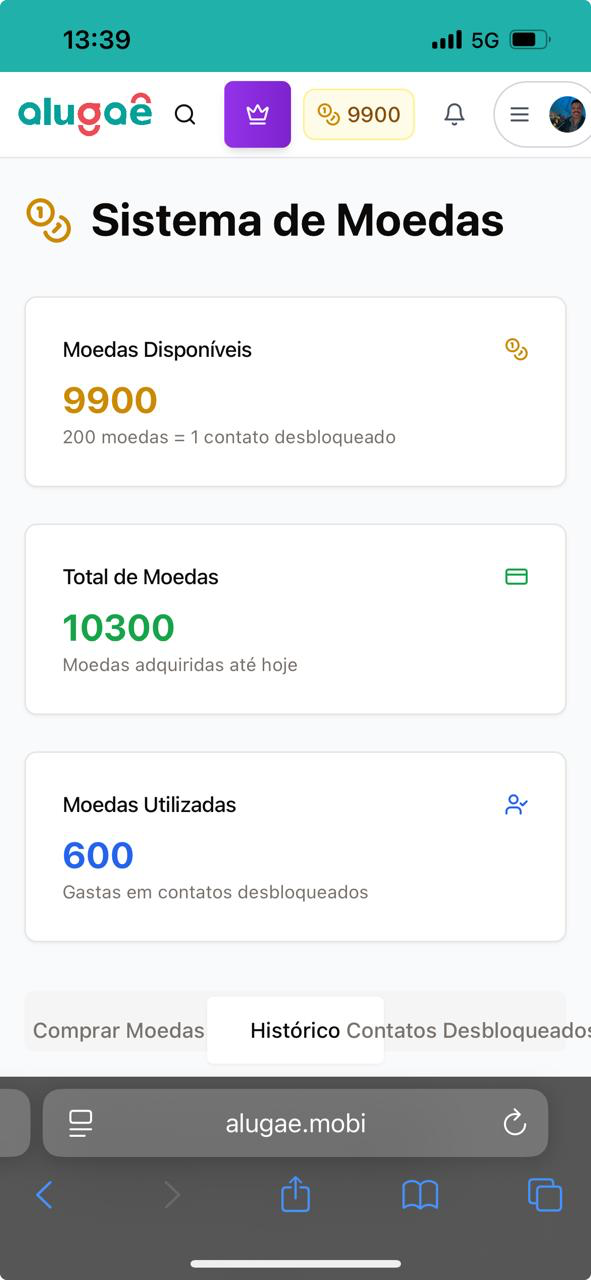 13:39
5G
alugaê
9900
Sistema de Moedas
Moedas Disponíveis
9900
200 moedas = 1 contato desbloqueado
Total de Moedas
10300
Moedas adquiridas até hoje
Moedas Utilizadas
600
Gastas em contatos desbloqueados
Comprar Moedas Histórico Contatos Desbloqueados
alugae.mobi